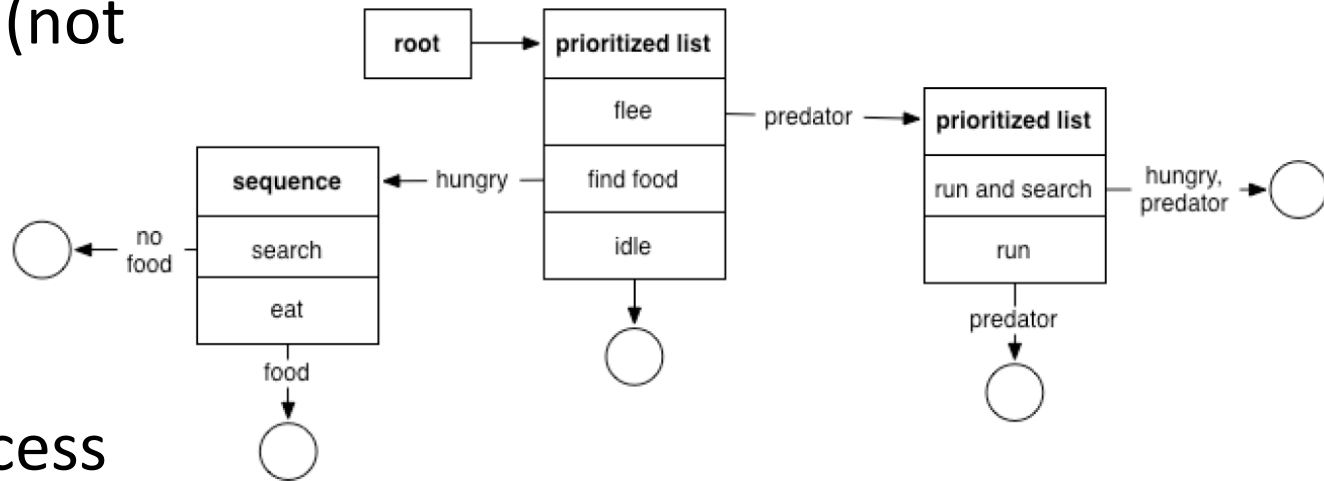 (not
root
prioritized list
flee
predator
prioritized list
sequence
hungry
find food
run and search
hungry,
predator
no
food
search
idle
run
eat
predator
food
cess